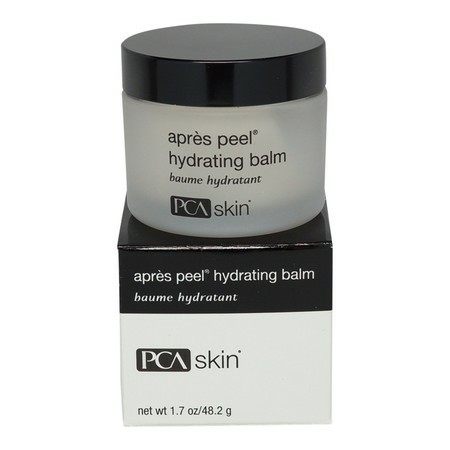 après peel®
hydrating balm
baume hydratant
PCA skin®
après peel® hydrating balm
baume hydratant
PCA skin®
net wt 1.7 oz/48.2 g